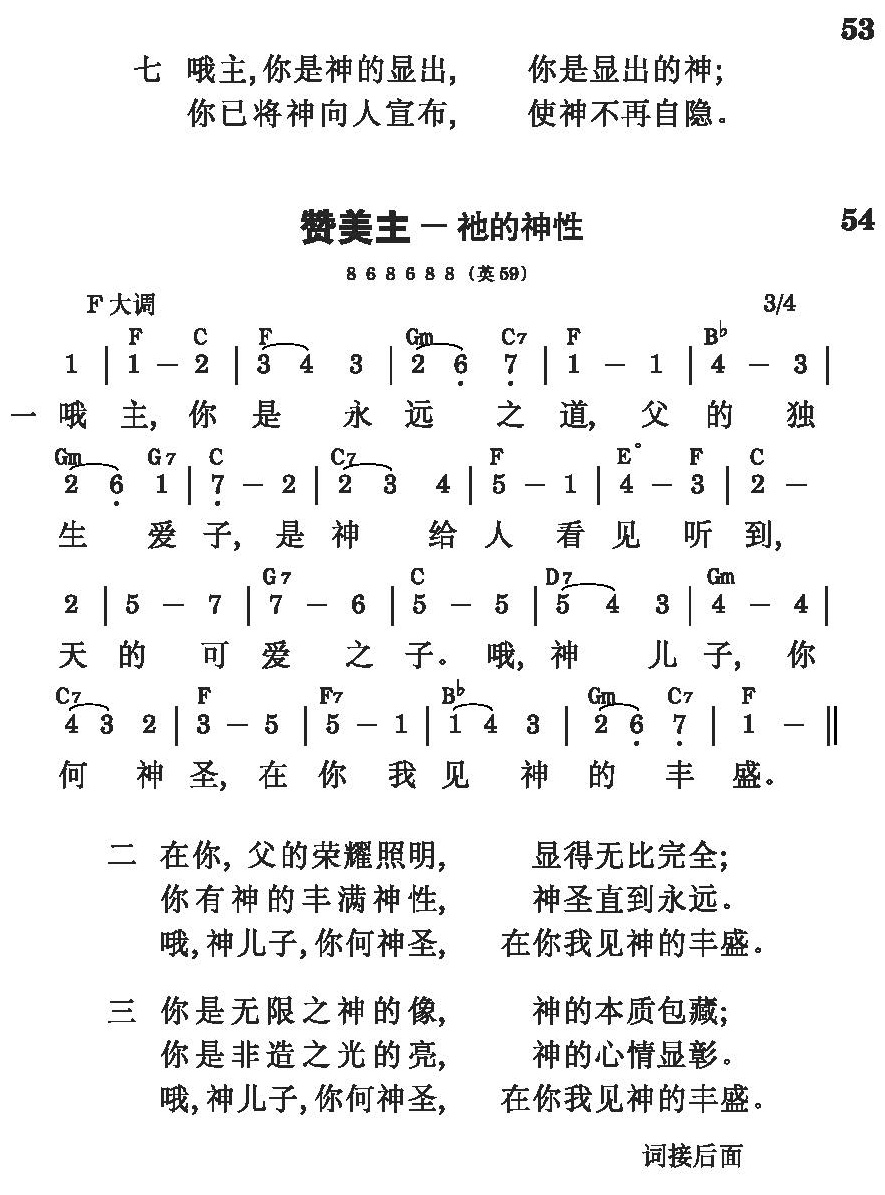 53
七 哦主,你是神的显出, 你是显出的神;
你已将神向人宣布, 使神不再自隐。
赞美主－祂的神性 54
8 6 8 6 8 8 (英59)
F大调 3/4
F C F Gm C7 F B♭
1 | 1 － 2 | 3 4 3 | 2 6̣ 7̣ | 1 － 1 | 4 － 3 |
一 哦 主, 你 是 永 远 之 道, 父 的 独
Gm G7 C C7 F E° F C
2 6̣ 1 | 7̣ － 2 | 2 3 4 | 5 － 1 | 4 － 3 | 2 －
生 爱 子, 是 神 给 人 看 见 听 到,
G7 C D7 Gm
2 | 5 － 7 | 7 － 6 | 5 － 5 | 5 4 3 | 4 － 4 |
天 的 可 爱 之 子。 哦, 神 儿 子, 你
C7 F F7 B♭ Gm C7 F
4 3 2 | 3 － 5 | 5 － 1 | 1 4 3 | 2 6̣ 7̣ | 1 － ‖
何 神 圣, 在 你 我 见 神 的 丰 盛。
二 在你, 父的荣耀照明, 显得无比完全;
你有神的丰满神性, 神圣直到永远。
哦,神儿子,你何神圣, 在你我见神的丰盛。
三 你是无限之神的像, 神的本质包藏;
你是非造之光的亮, 神的心情显彰。
哦,神儿子,你何神圣, 在你我见神的丰盛。
词接后面